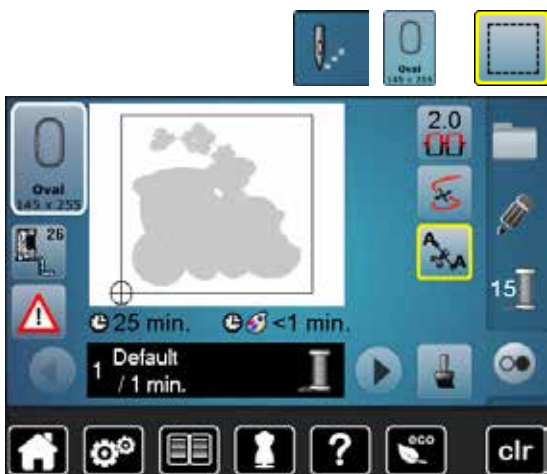 Oval
145 x 255
Oval
145 x 255
2.0
26
A
A
15
25 min.
<1 min.
1 Default
/ 1 min.
?
eco
clr